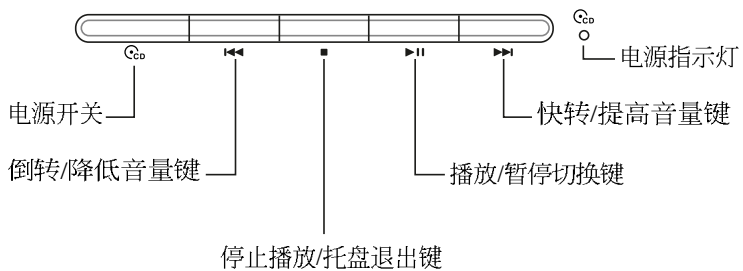 CD
CD
电源指示灯
电源开关
快转/提高音量键
倒转/降低音量键
播放/暂停切换键
停止播放/托盘退出键